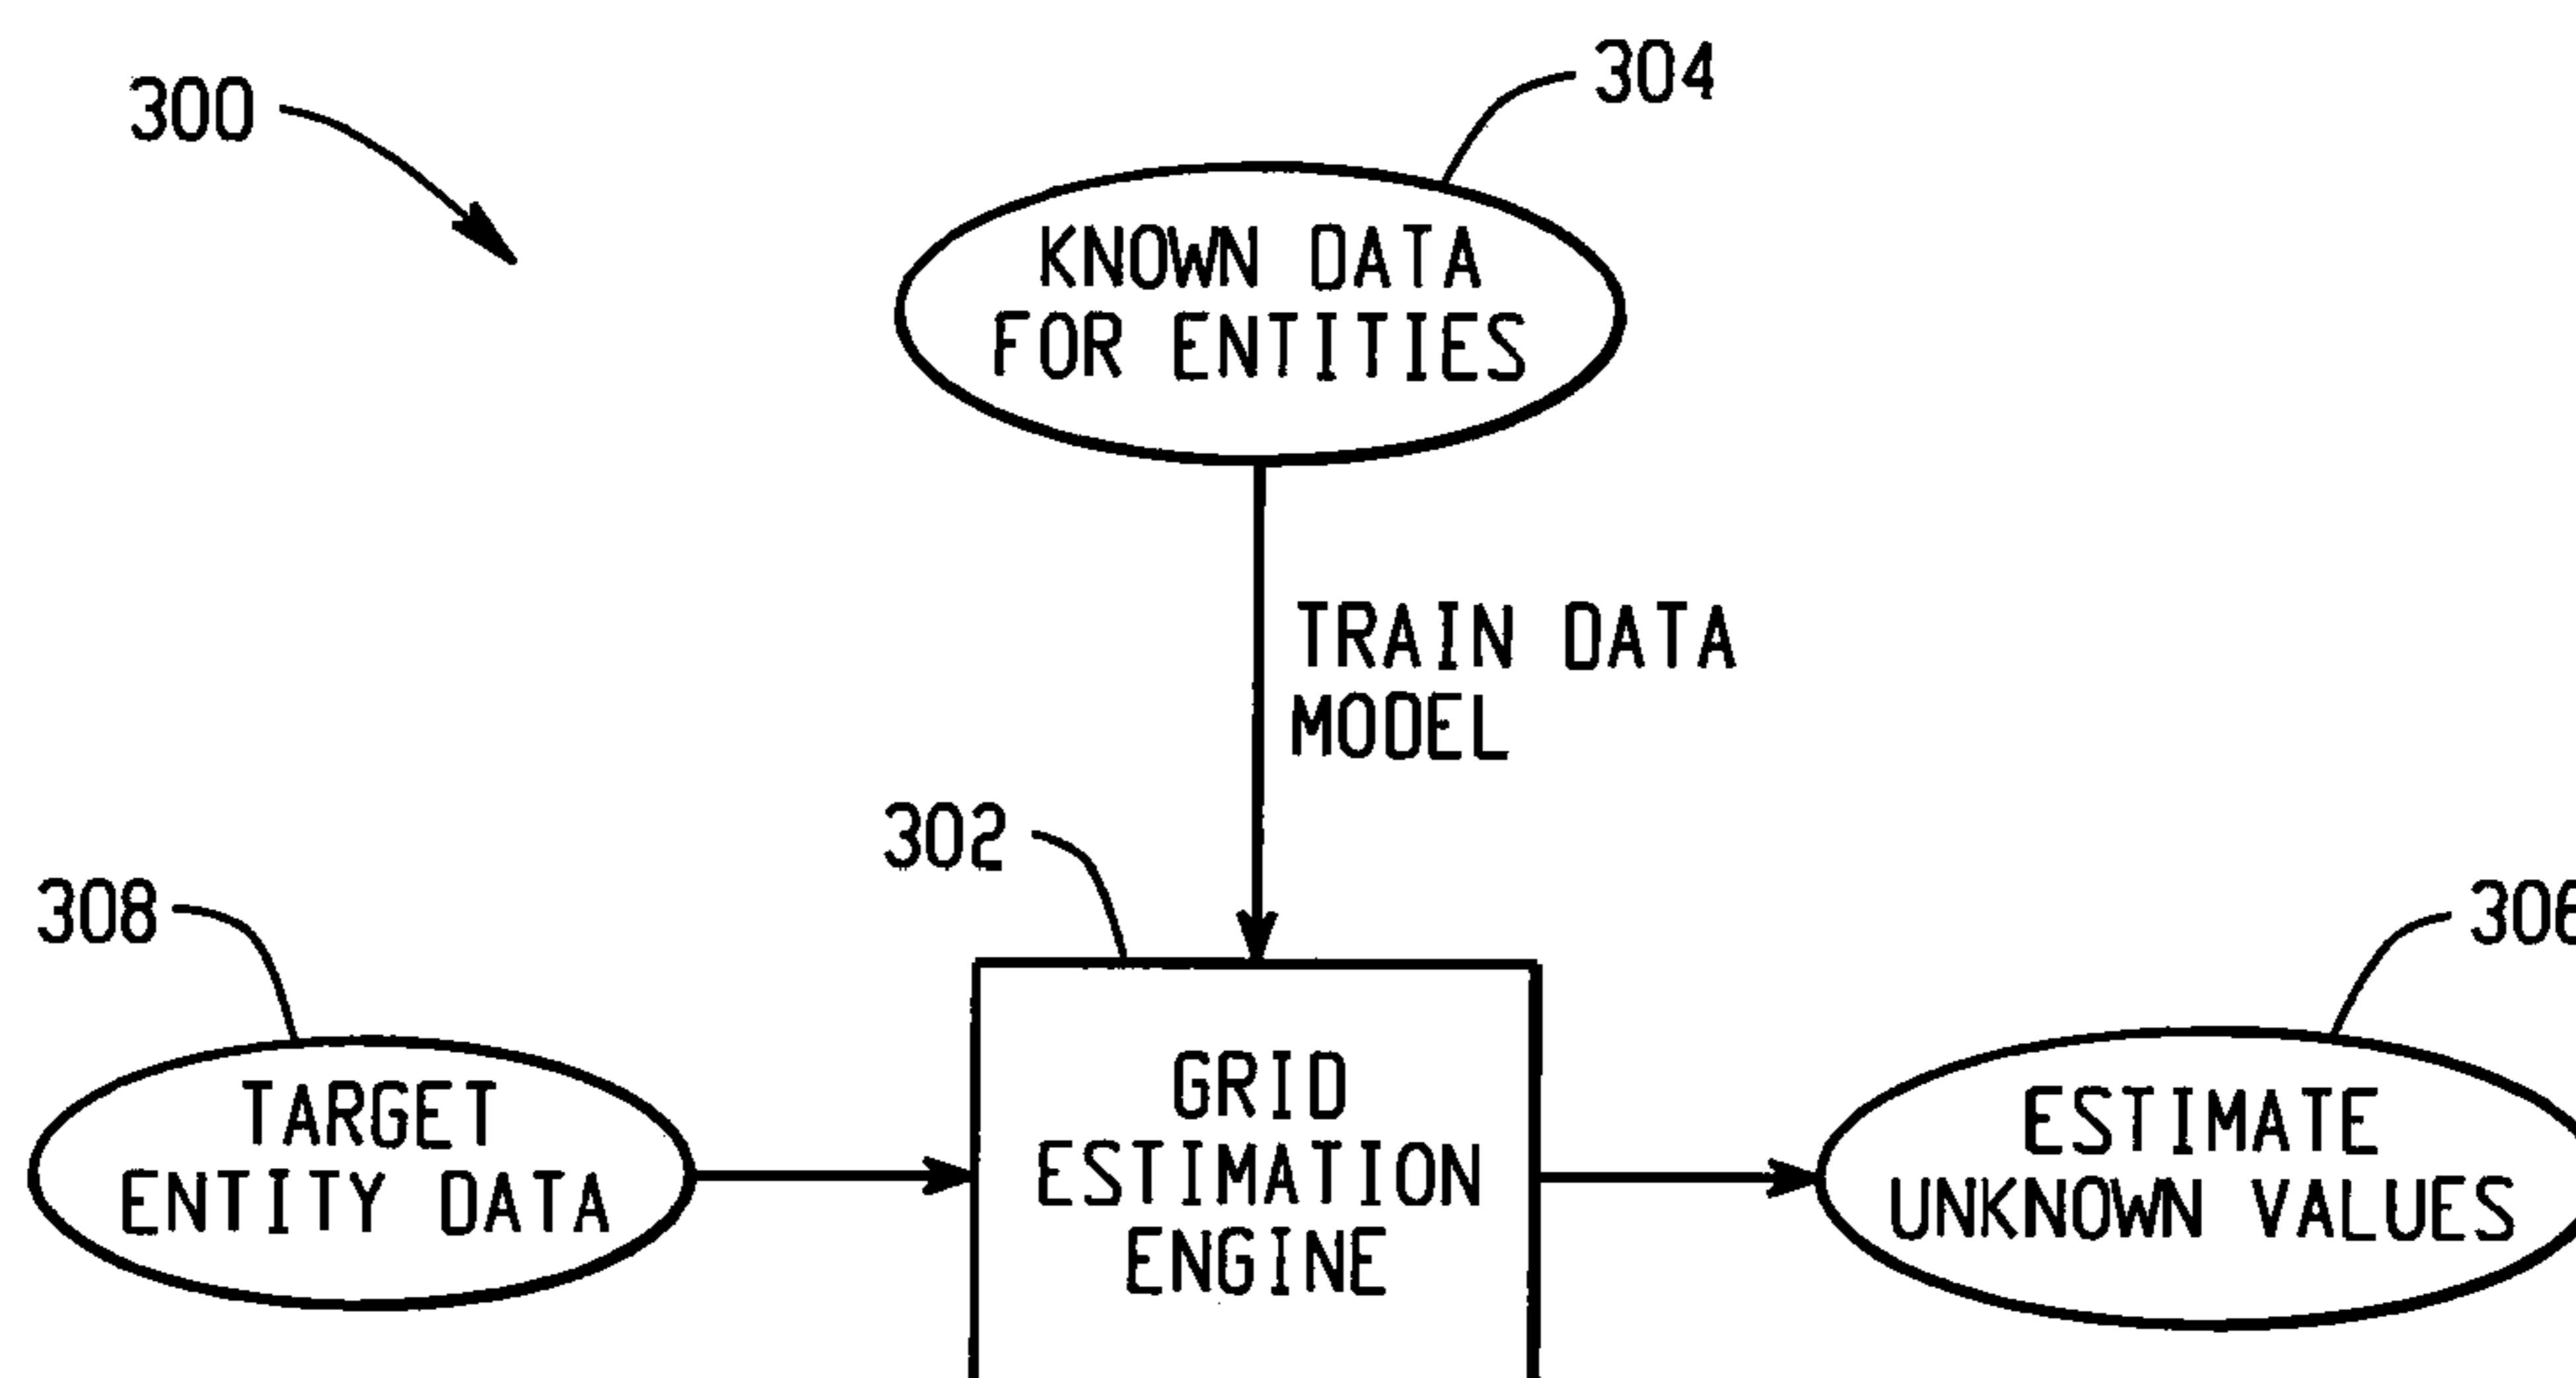 300
304
KNOWN DATA
FOR ENTITIES
TRAIN DATA
MODEL
302
308
306
TARGET
ENTITY DATA
GRID
ESTIMATION
ENGINE
ESTIMATE
UNKNOWN VALUES